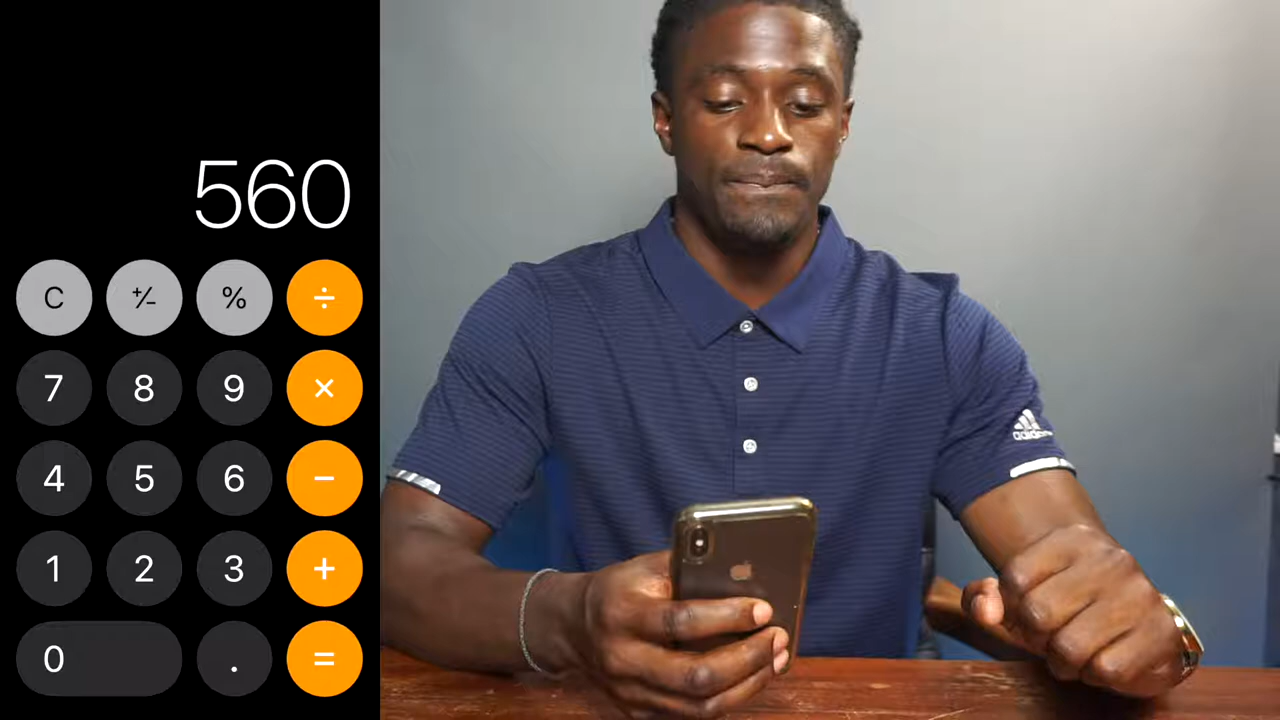 560
C +/- % ÷
7 8 9 ×
4 5 6 −
1 2 3 +
0 . =
adidas